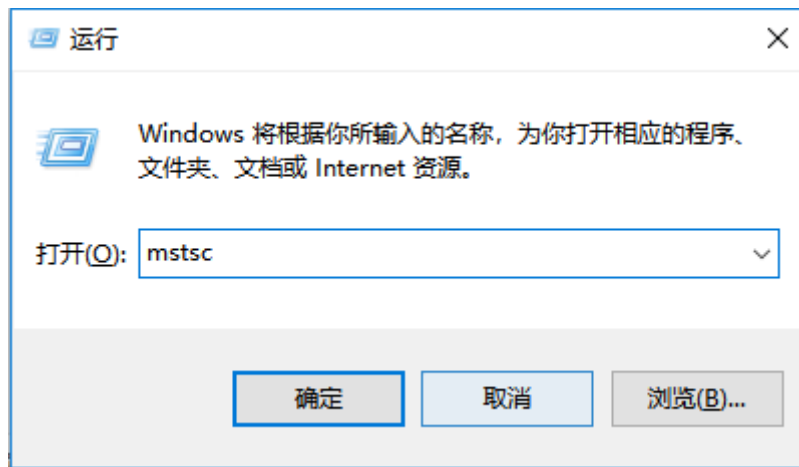 运行
Windows 将根据你所输入的名称，为你打开相应的程序、
文件夹、文档或 Internet 资源。
打开(O): mstsc
确定 取消 浏览(B)...